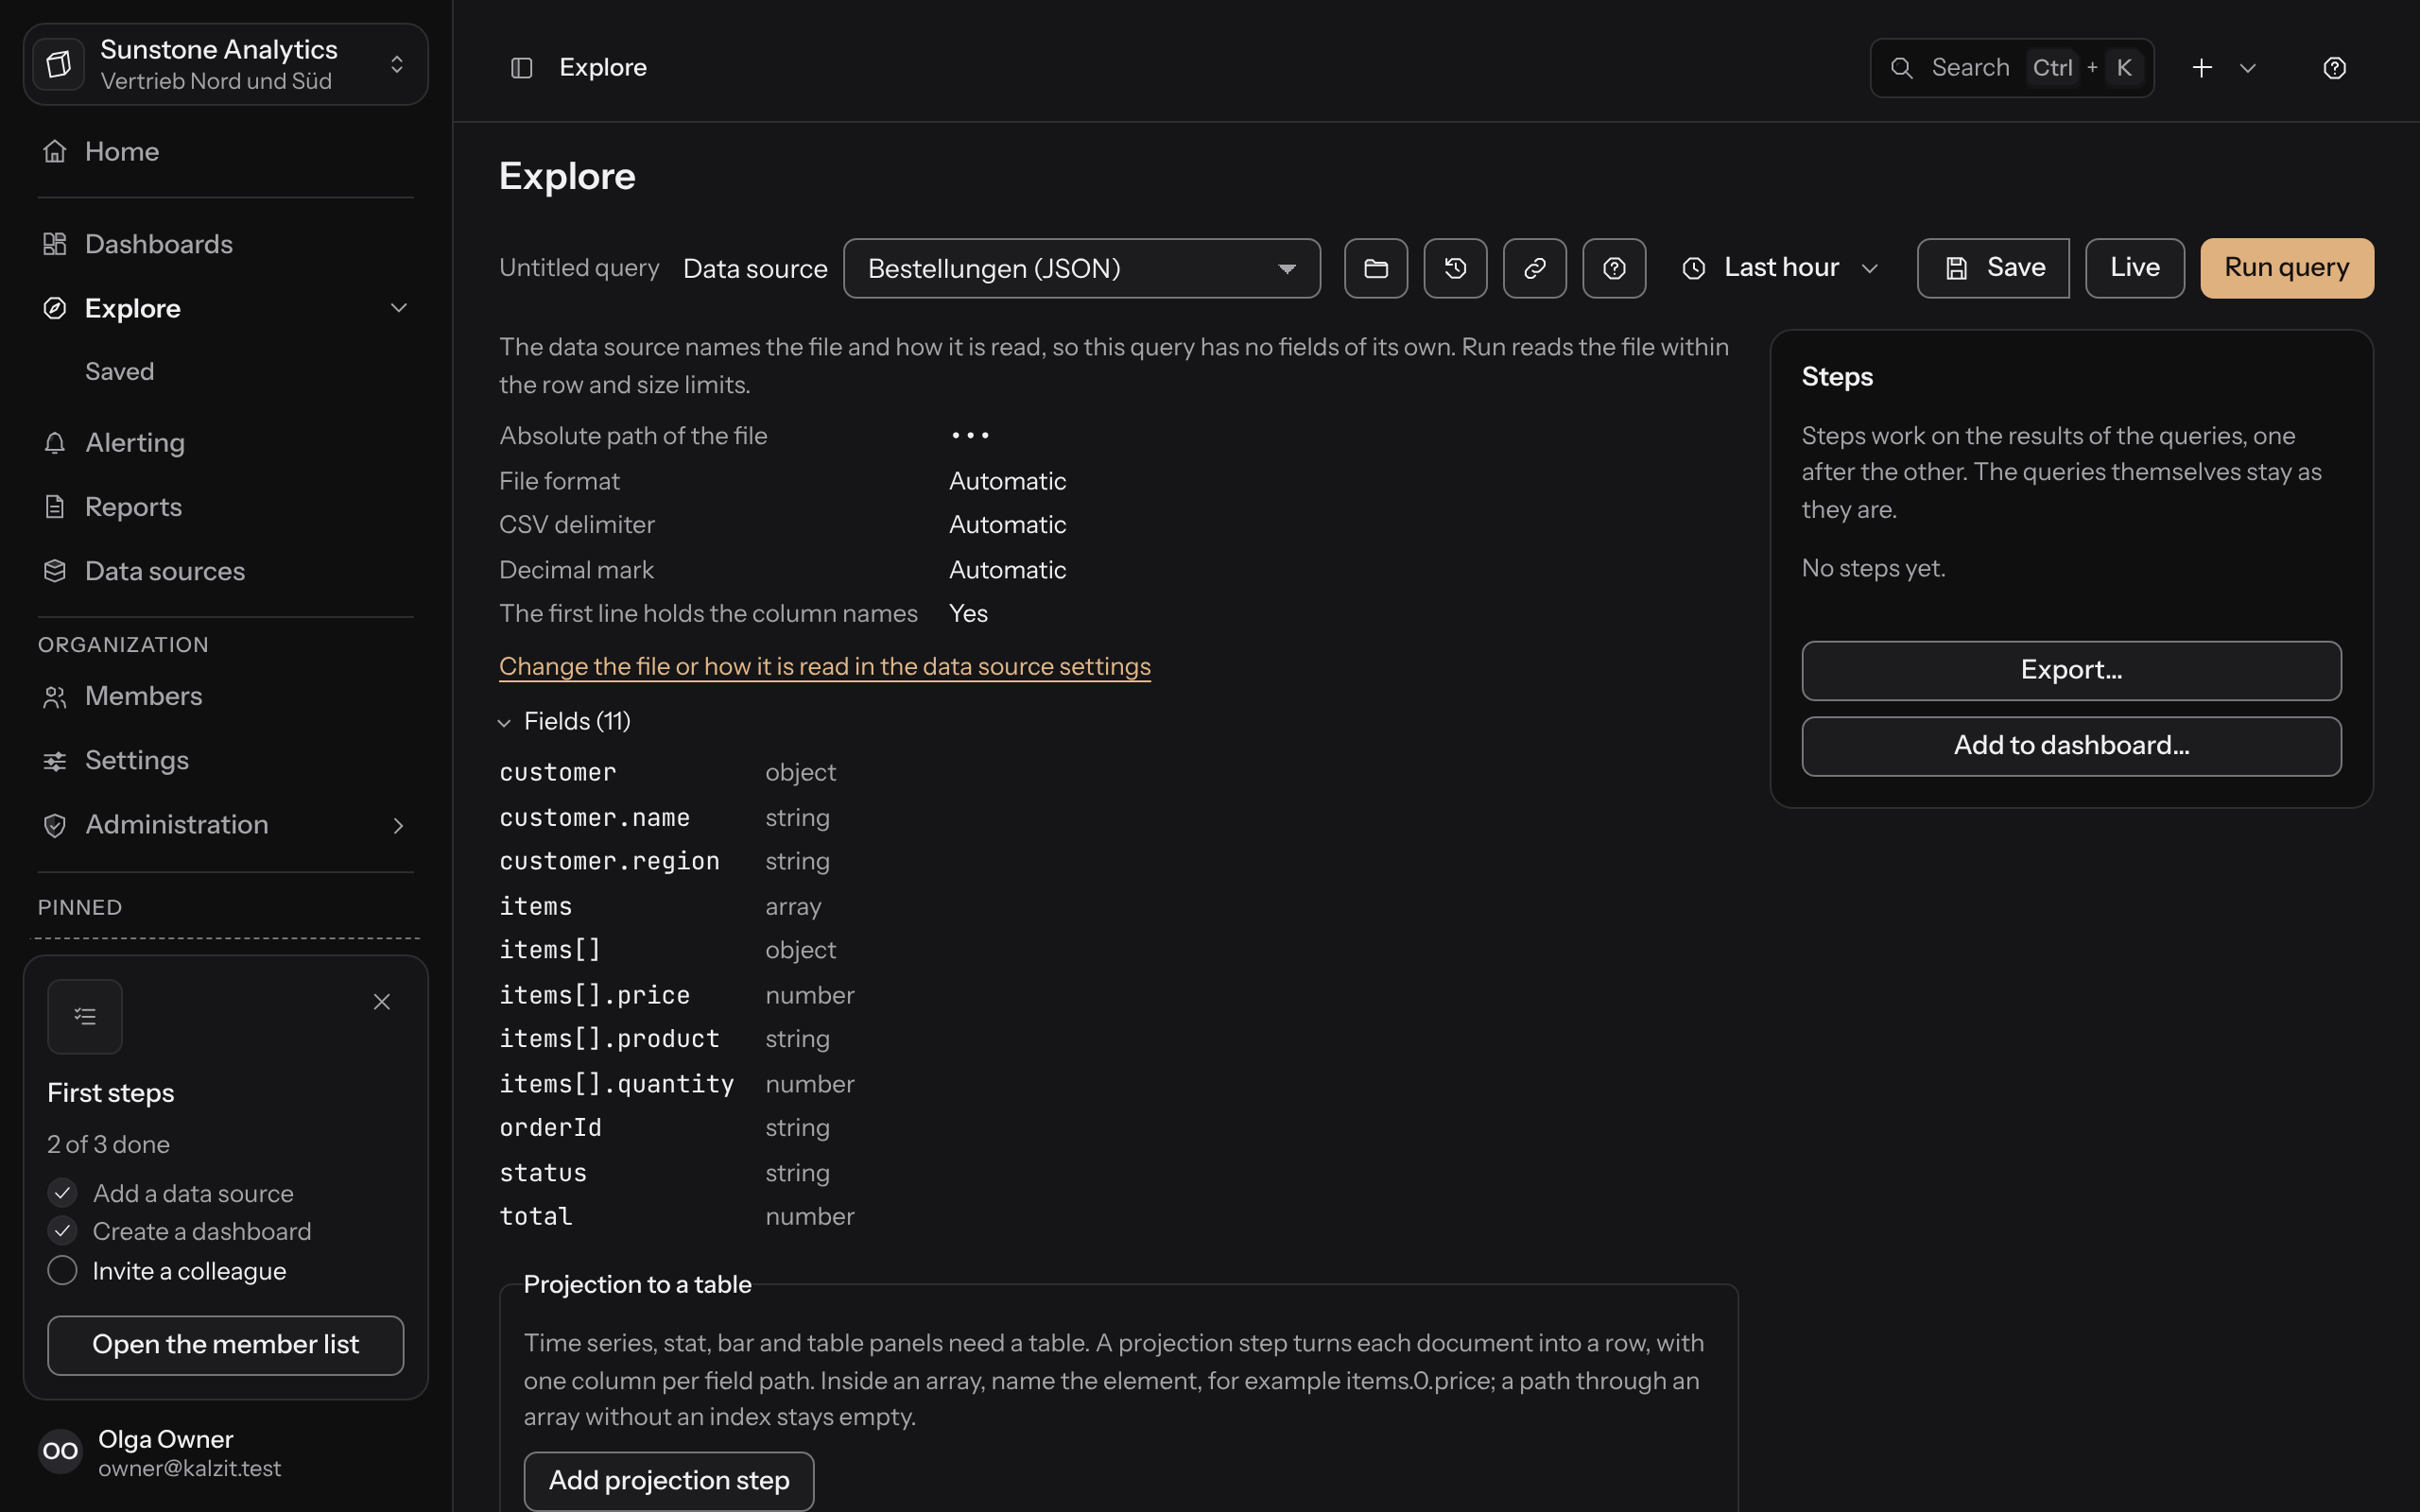 Sunstone Analytics
Vertrieb Nord und Süd
Home
Dashboards
Explore
Saved
Alerting
Reports
Data sources
ORGANIZATION
Members
Settings
Administration
PINNED
First steps
2 of 3 done
Add a data source
Create a dashboard
Invite a colleague
Open the member list
OO
Olga Owner
owner@kalzit.test
Explore
Search Ctrl + K
Explore
Untitled query Data source Bestellungen (JSON) Last hour Save Live Run query
The data source names the file and how it is read, so this query has no fields of its own. Run reads the file within
the row and size limits.
Absolute path of the file •••
File format Automatic
CSV delimiter Automatic
Decimal mark Automatic
The first line holds the column names Yes
Change the file or how it is read in the data source settings
Fields (11)
customer object
customer.name string
customer.region string
items array
items[] object
items[].price number
items[].product string
items[].quantity number
orderId string
status string
total number
Projection to a table
Time series, stat, bar and table panels need a table. A projection step turns each document into a row, with
one column per field path. Inside an array, name the element, for example items.0.price; a path through an
array without an index stays empty.
Add projection step
Steps
Steps work on the results of the queries, one
after the other. The queries themselves stay as
they are.
No steps yet.
Export...
Add to dashboard...